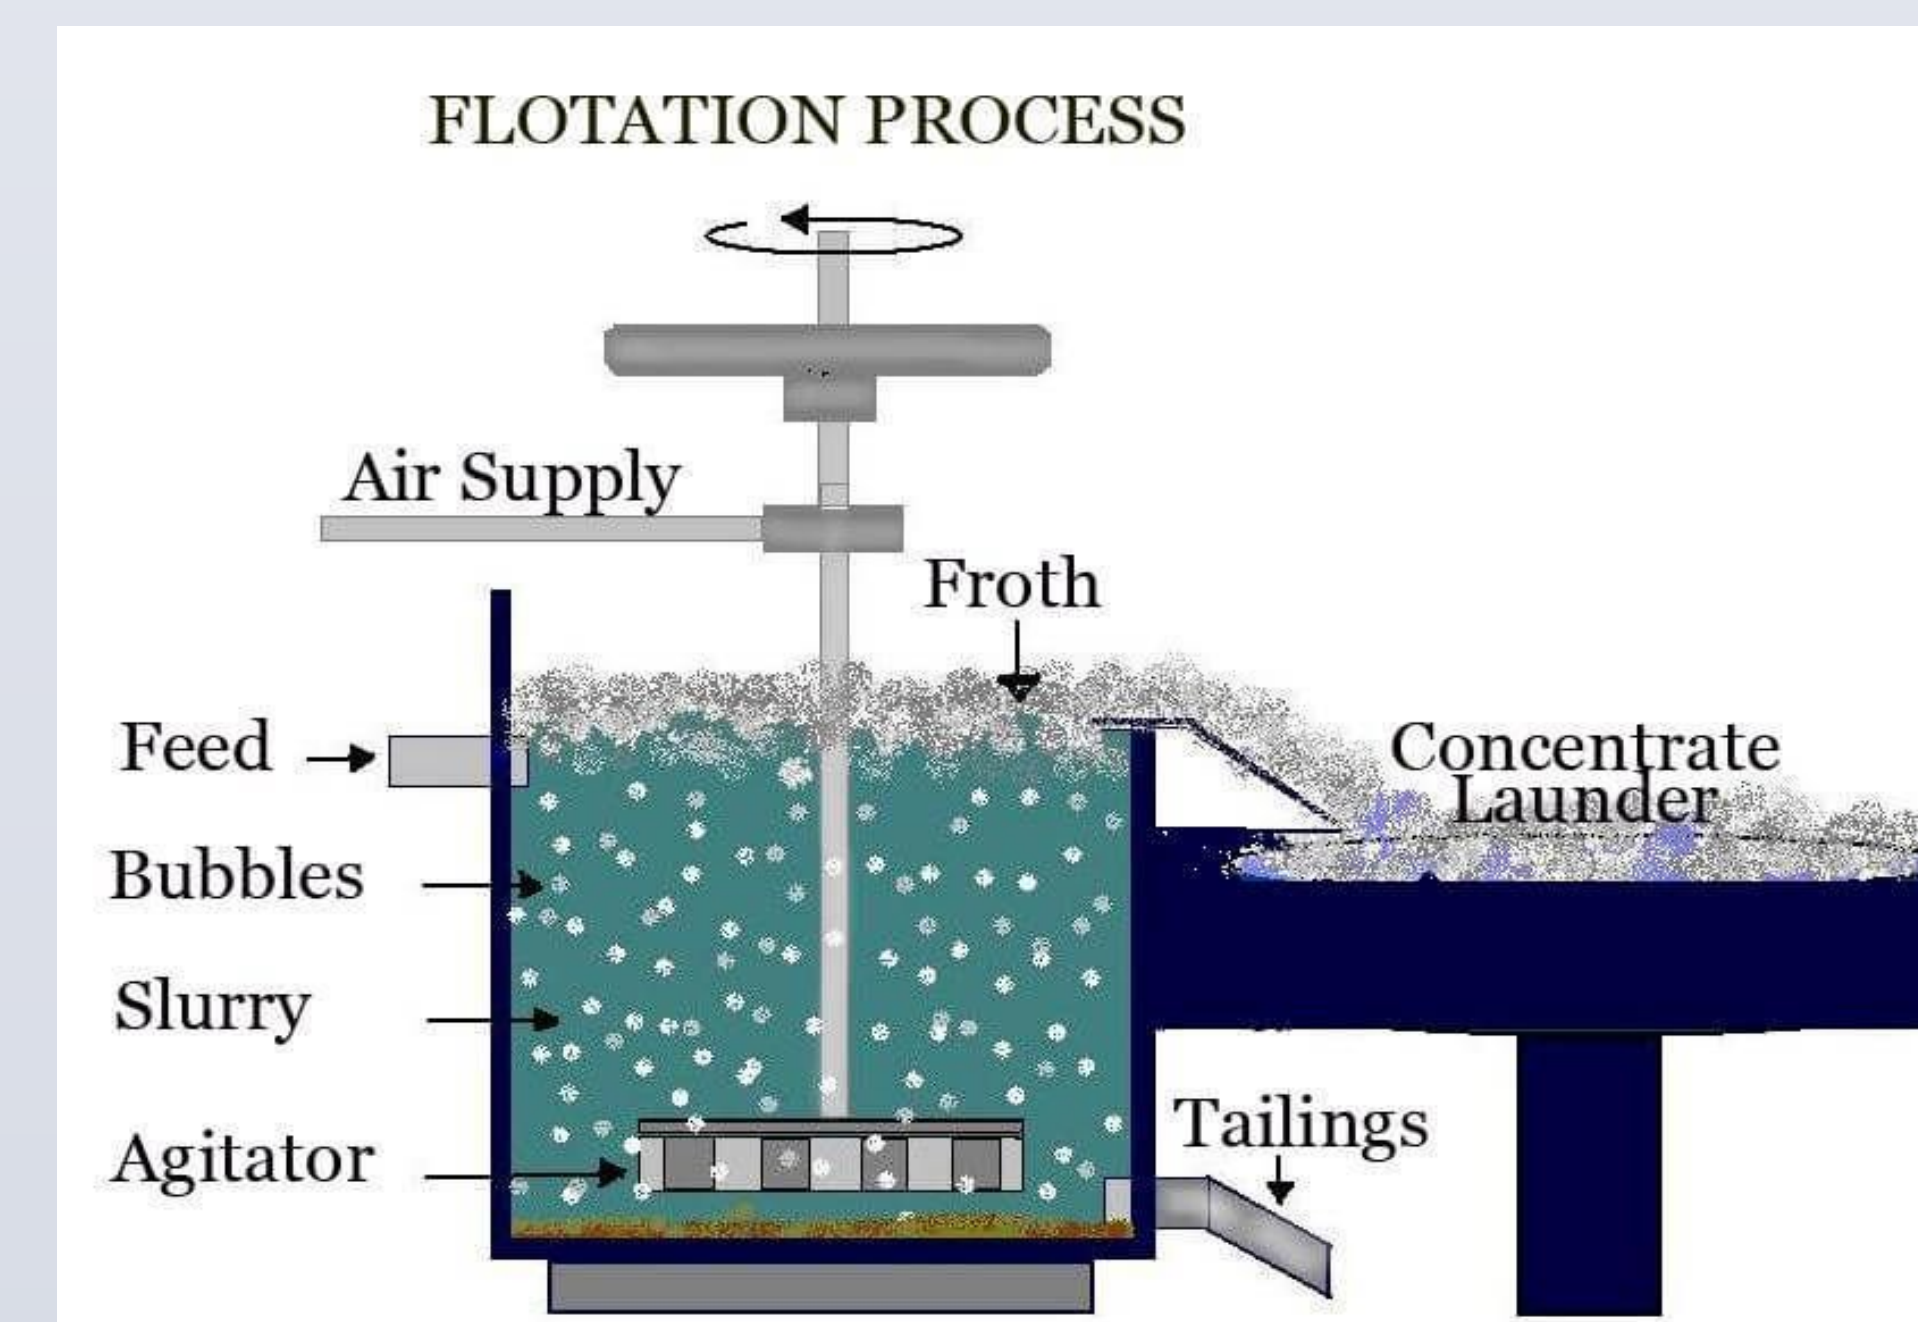 FLOTATION PROCESS
Air Supply
Froth
Feed
Concentrate
Launder
Bubbles
Slurry
Tailings
Agitator